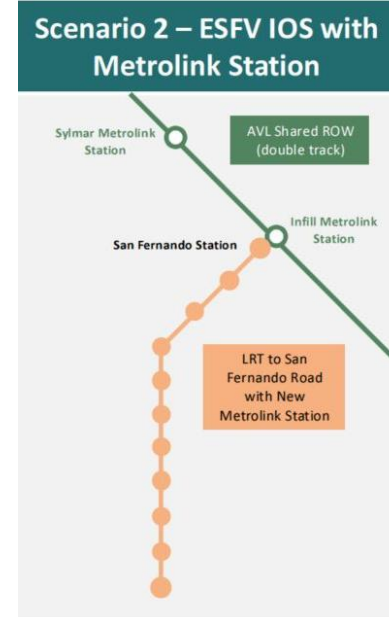 Scenario 2 – ESFV IOS with
Metrolink Station
Sylmar Metrolink
Station
AVL Shared ROW
(double track)
Infill Metrolink
Station
San Fernando Station
LRT to San
Fernando Road
with New
Metrolink Station